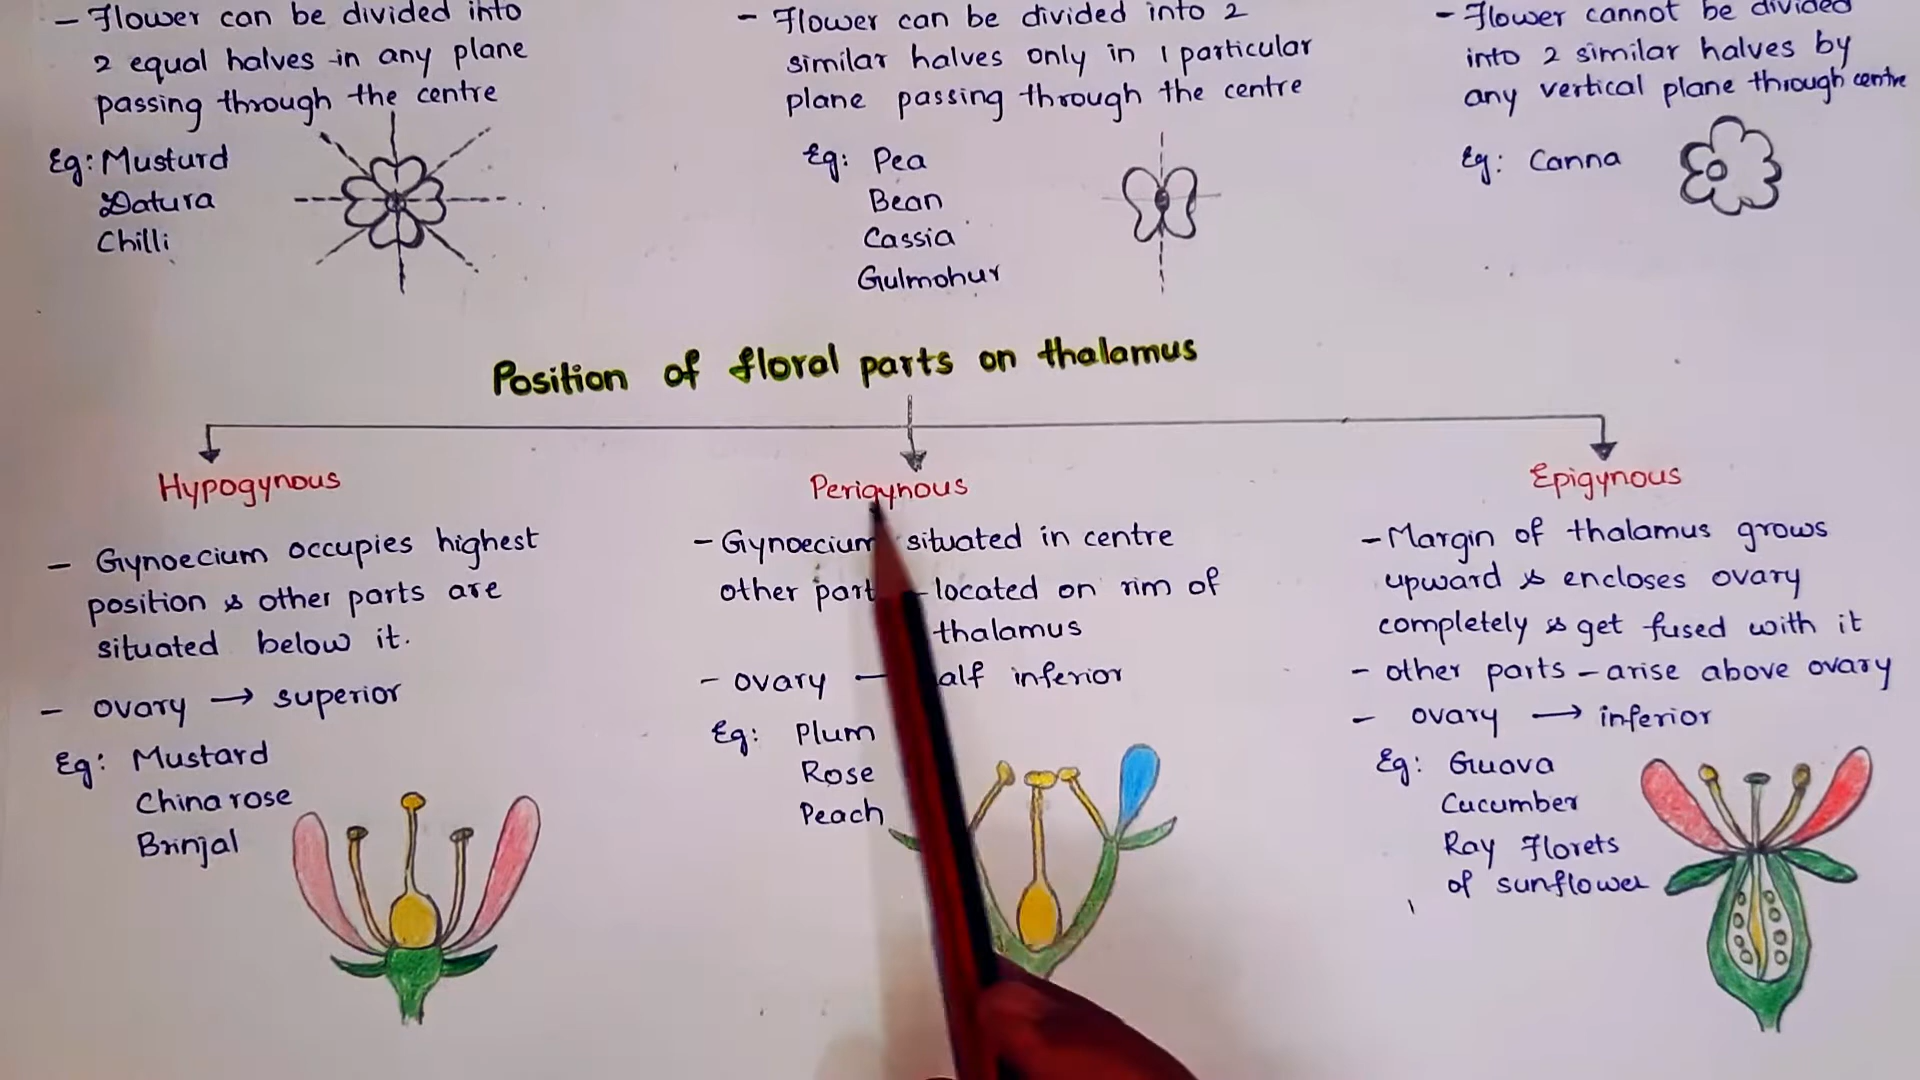 - Flower can be divided into
2 equal halves in any plane
passing through the centre
Eg: Musturd
Datura
Chilli
- Flower can be divided into 2
similar halves only in 1 particular
plane passing through the centre
Eg: Pea
Bean
Cassia
Gulmohur
- Flower cannot be divided
into 2 similar halves by
any vertical plane through centre
Eg: Canna
Position of floral parts on thalamus
Hypogynous
- Gynoecium occupies highest
position & other parts are
situated below it.
- ovary → superior
Eg: Mustard
China rose
Brinjal
Perigynous
- Gynoecium situated in centre
other part - located on rim of
thalamus
- ovary - alf inferior
Eg: Plum
Rose
Peach
Epigynous
- Margin of thalamus grows
upward & encloses ovary
completely & get fused with it
- other parts - arise above ovary
- ovary → inferior
Eg: Guava
Cucumber
Ray Florets
of sunflower